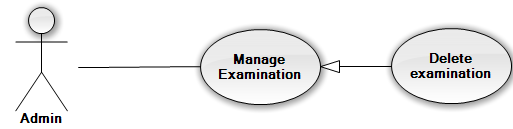 Manage
Examination
Delete
examination
Admin